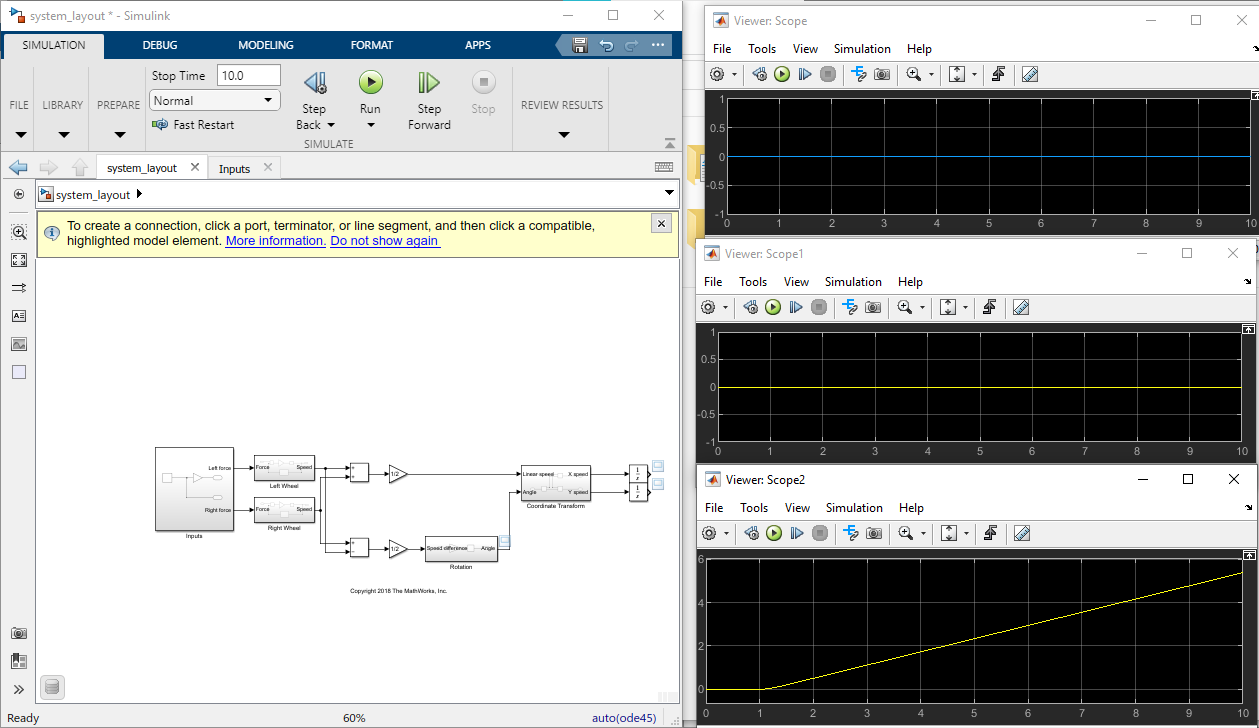 system_layout * - Simulink
SIMULATION DEBUG MODELING FORMAT APPS
Stop Time 10.0
Normal
Fast Restart
FILE LIBRARY PREPARE
Step Back
Run
Step Forward
Stop
REVIEW RESULTS
SIMULATE
system_layout Inputs
system_layout
To create a connection, click a port, terminator, or line segment, and then click a compatible,
highlighted model element. More information. Do not show again
Left force
Right force
Inputs
Force Speed
Left Wheel
Force Speed
Right Wheel
1/2
1/2
Speed difference Angle
Rotation
Linear speed X speed
Angle Y speed
Coordinate Transform
1
s
1
s
Copyright 2018 The MathWorks, Inc.
Ready 60% auto(ode45)
Viewer: Scope
File Tools View Simulation Help
1
0.5
0
-0.5
-1
0 1 2 3 4 5 6 7 8 9 10
Viewer: Scope1
File Tools View Simulation Help
1
0.5
0
-0.5
-1
0 1 2 3 4 5 6 7 8 9 10
Viewer: Scope2
File Tools View Simulation Help
6
4
2
0
0 1 2 3 4 5 6 7 8 9 10